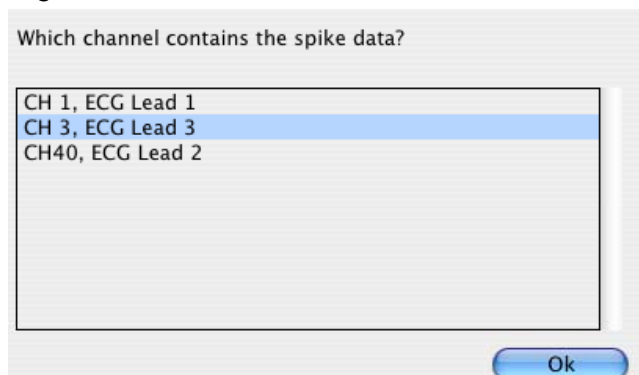 Which channel contains the spike data?
CH 1, ECG Lead 1
CH 3, ECG Lead 3
CH40, ECG Lead 2
Ok